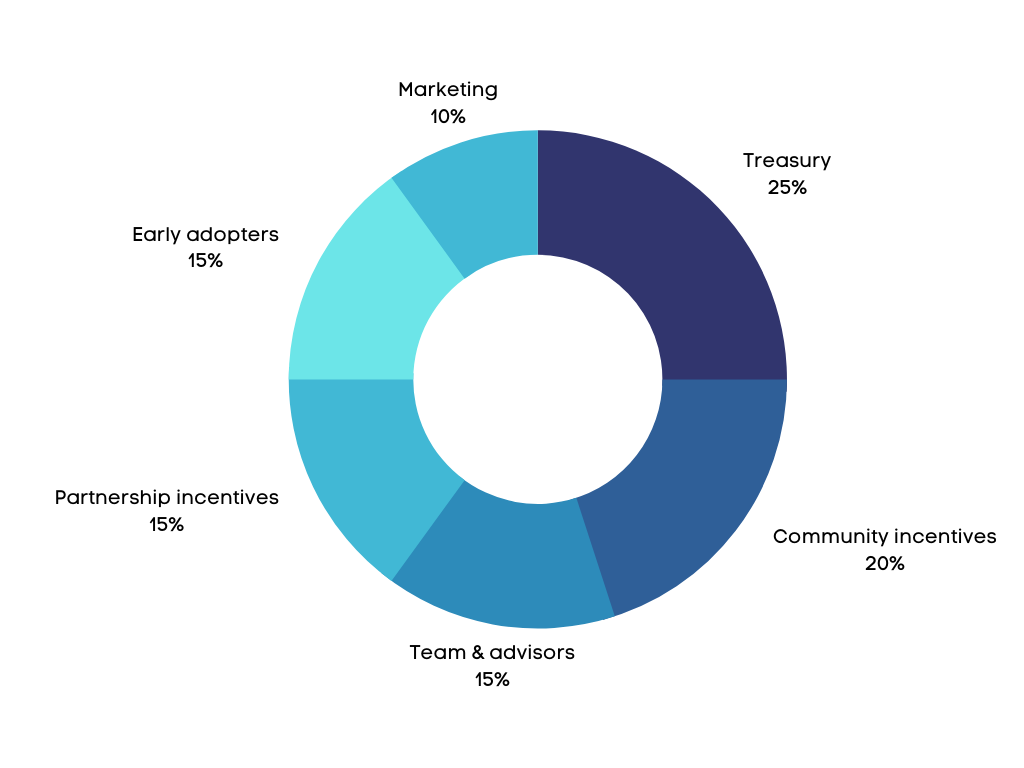 Marketing
10%
Treasury
25%
Early adopters
15%
Partnership incentives
15%
Community incentives
20%
Team & advisors
15%